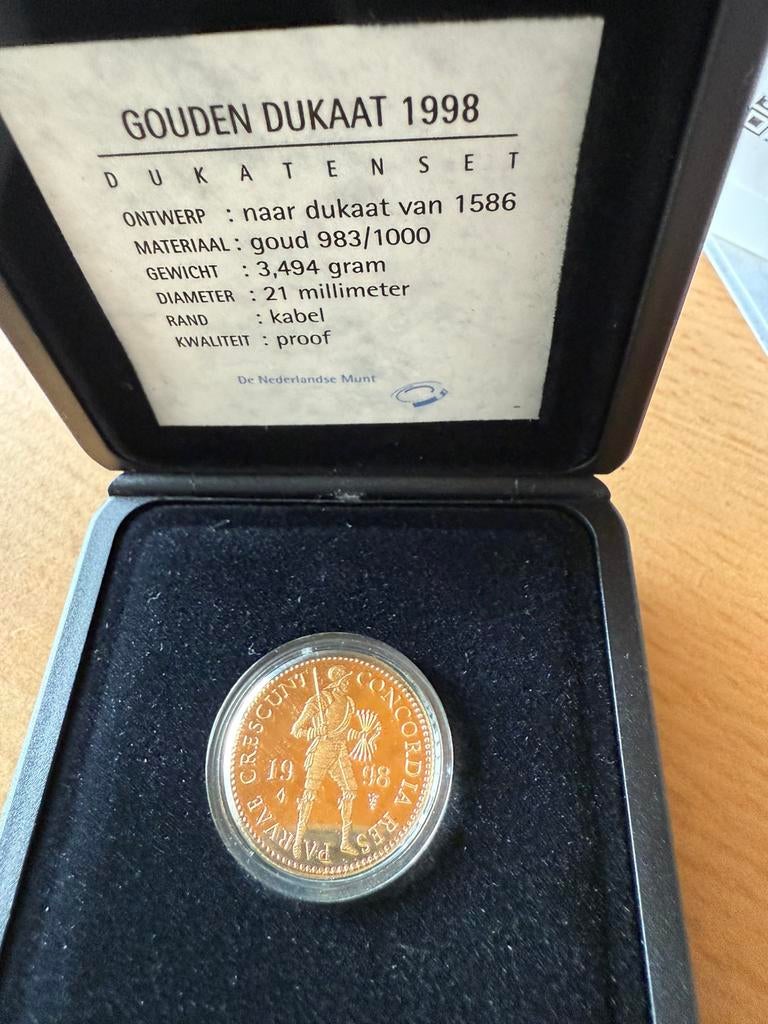 GOUDEN DUKAAT 1998
DUKATENSET
ONTWERP : naar dukaat van 1586
MATERIAAL : goud 983/1000
GEWICHT : 3,494 gram
DIAMETER : 21 millimeter
RAND : kabel
KWALITEIT : proof
De Nederlandse Munt
CONCORDIA RES PARVAE CRESCUNT
19 98